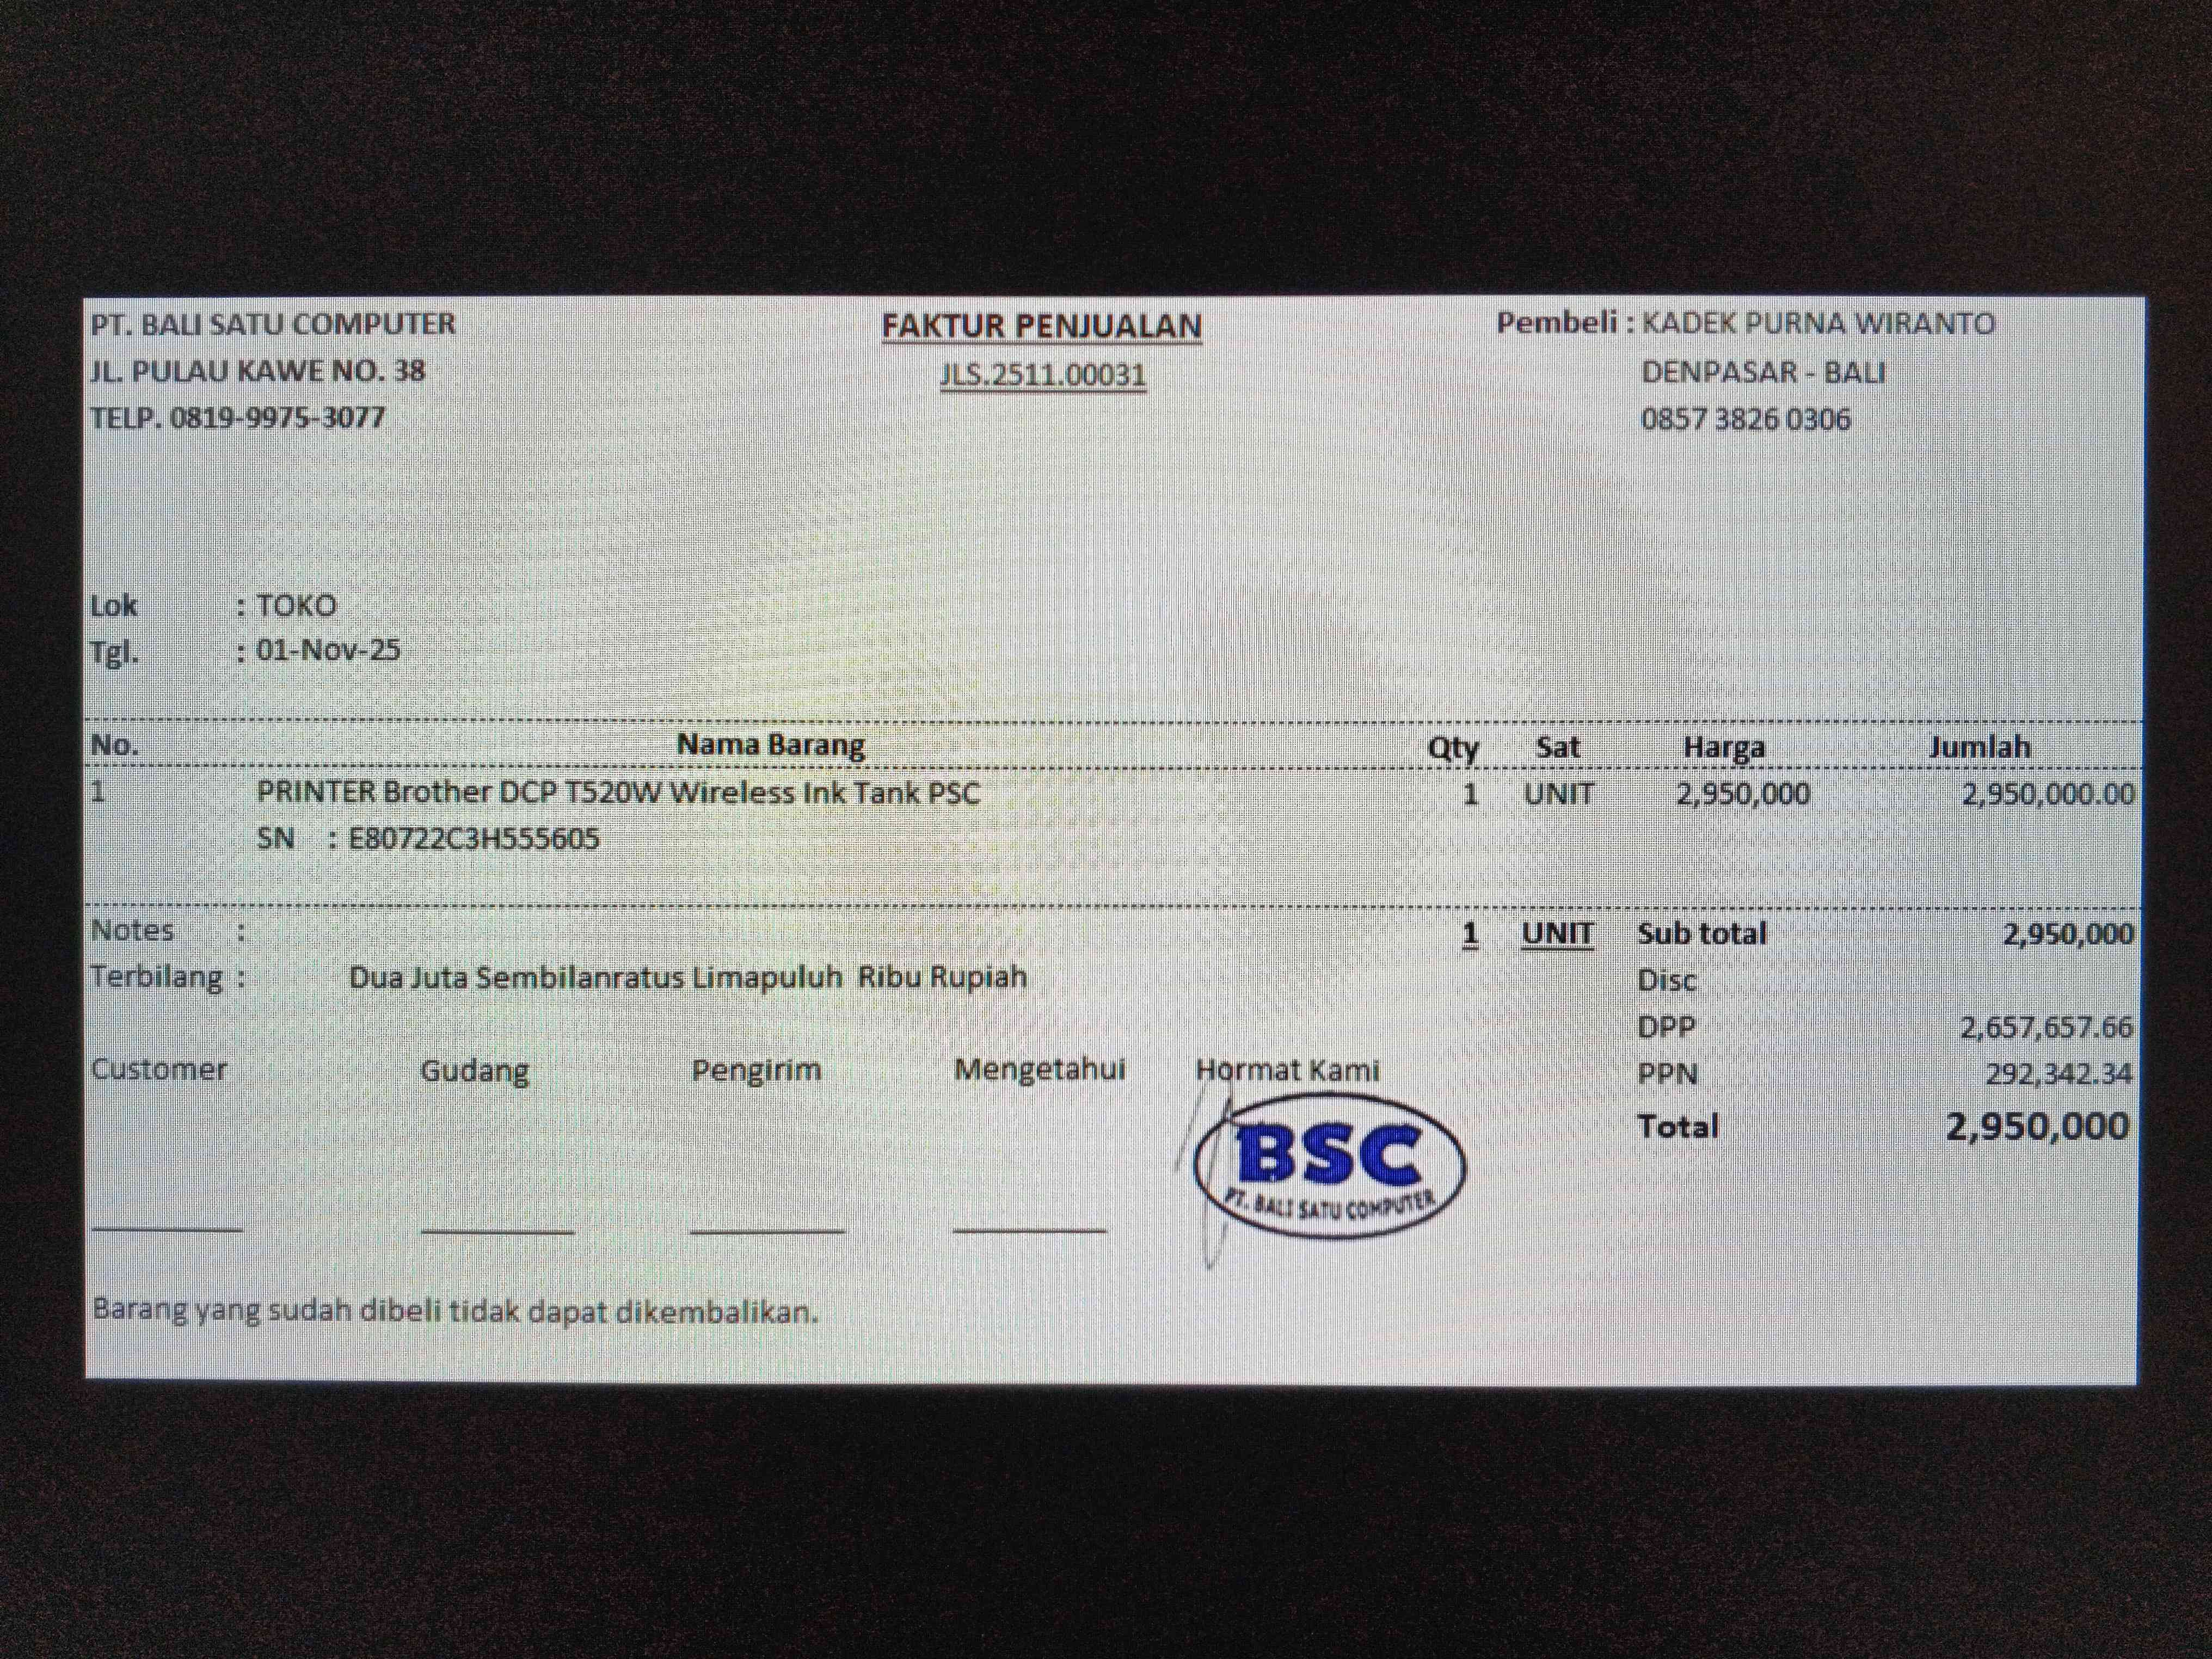 PT. BALI SATU COMPUTER
JL. PULAU KAWE NO. 38
TELP. 0819-9975-3077
FAKTUR PENJUALAN
JLS.2511.00031
Pembeli : KADEK PURNA WIRANTO
DENPASAR - BALI
0857 3826 0306
Lok : TOKO
Tgl. : 01-Nov-25
No. Nama Barang Qty Sat Harga Jumlah
1 PRINTER Brother DCP T520W Wireless Ink Tank PSC 1 UNIT 2,950,000 2,950,000.00
SN : E80722C3H555605
Notes : 1 UNIT Sub total 2,950,000
Terbilang : Dua Juta Sembilanratus Limapuluh Ribu Rupiah
Disc
DPP 2,657,657.66
PPN 292,342.34
Total 2,950,000
Customer Gudang Pengirim Mengetahui Hormat Kami
BSC
PT. BALI SATU COMPUTER
Barang yang sudah dibeli tidak dapat dikembalikan.